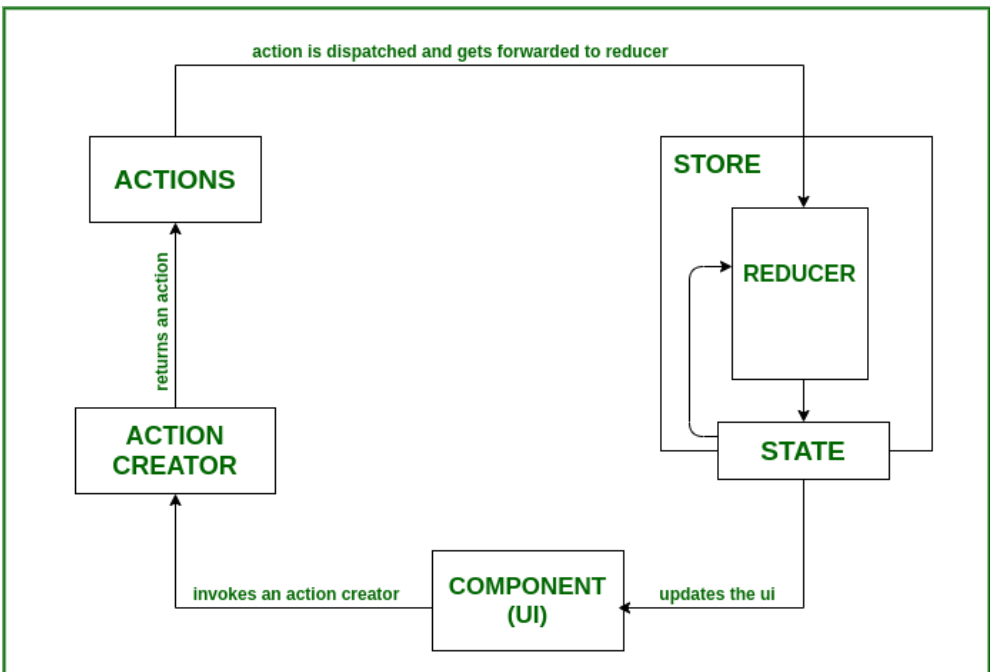 action is dispatched and gets forwarded to reducer
STORE
ACTIONS
REDUCER
returns an action
ACTION
CREATOR
STATE
COMPONENT
(UI)
invokes an action creator
updates the ui